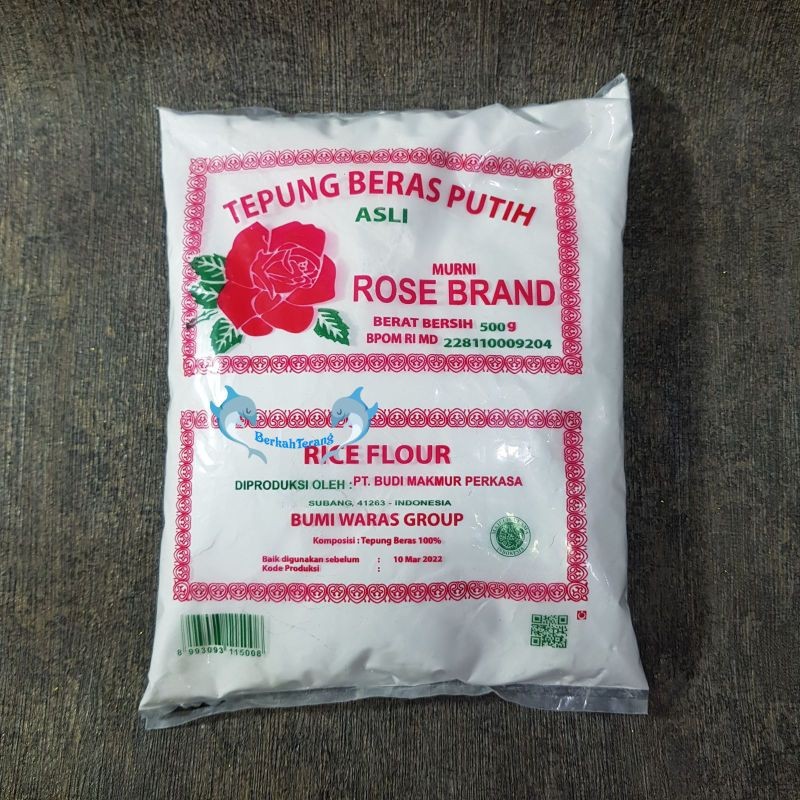 TEPUNG BERAS PUTIH
ASLI
MURNI
ROSE BRAND
BERAT BERSIH 500g
BPOM RI MD 228110009204
BerkahTerang
RICE FLOUR
DIPRODUKSI OLEH : PT. BUDI MAKMUR PERKASA
SUBANG, 41263 - INDONESIA
BUMI WARAS GROUP
Komposisi : Tepung Beras 100%
Baik digunakan sebelum : 10 Mar 2022
Kode Produksi :
8 993093 115008